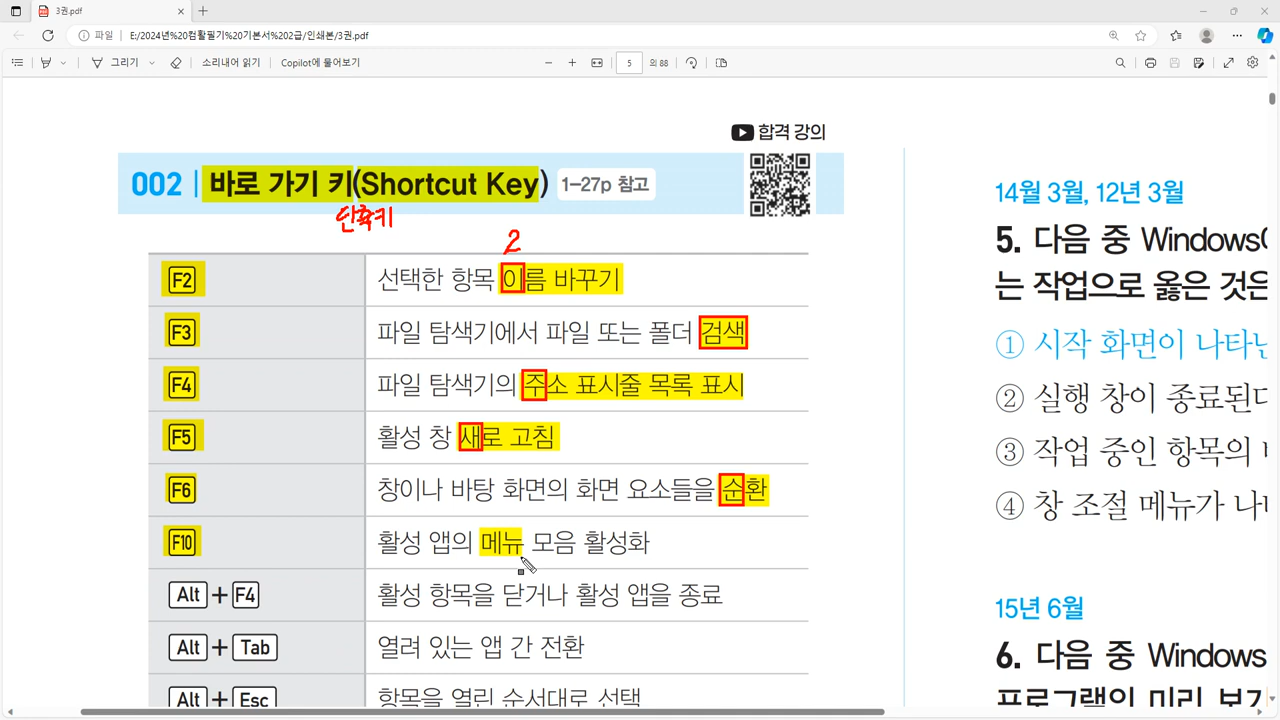 3권.pdf
파일 E:/2024년%20컴활필기%20기본서%202급/인쇄본/3권.pdf
그리기 소리내어 읽기 Copilot에 물어보기 5 의 88
합격 강의
002 바로 가기 키(Shortcut Key) 1-27p 참고
단축키
2
F2 선택한 항목 이름 바꾸기
F3 파일 탐색기에서 파일 또는 폴더 검색
F4 파일 탐색기의 주소 표시줄 목록 표시
F5 활성 창 새로 고침
F6 창이나 바탕 화면의 화면 요소들을 순환
F10 활성 앱의 메뉴 모음 활성화
Alt + F4 활성 항목을 닫거나 활성 앱을 종료
Alt + Tab 열려 있는 앱 간 전환
Alt + Esc 항목을 열린 순서대로 선택
14월 3월, 12년 3월
5. 다음 중 Windows
는 작업으로 옳은 것은
① 시작 화면이 나타난
② 실행 창이 종료된다
③ 작업 중인 항목의
④ 창 조절 메뉴가 나
15년 6월
6. 다음 중 Windows
프로그램의 미리 보기